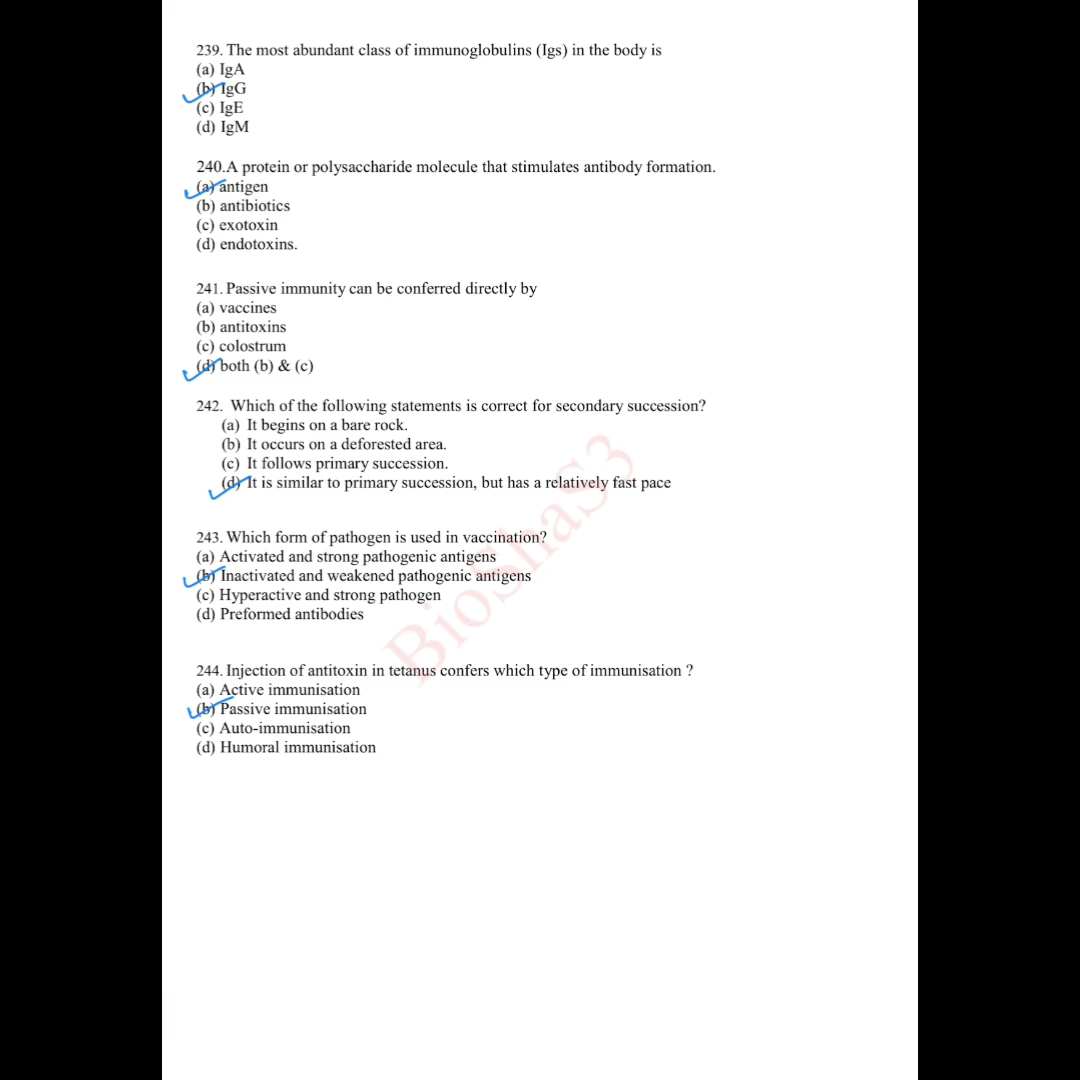 239. The most abundant class of immunoglobulins (Igs) in the body is
(a) IgA
(b) IgG
(c) IgE
(d) IgM
240.A protein or polysaccharide molecule that stimulates antibody formation.
(a) antigen
(b) antibiotics
(c) exotoxin
(d) endotoxins.
241. Passive immunity can be conferred directly by
(a) vaccines
(b) antitoxins
(c) colostrum
(d) both (b) & (c)
242. Which of the following statements is correct for secondary succession?
(a) It begins on a bare rock.
(b) It occurs on a deforested area.
(c) It follows primary succession.
(d) It is similar to primary succession, but has a relatively fast pace
243. Which form of pathogen is used in vaccination?
(a) Activated and strong pathogenic antigens
(b) Inactivated and weakened pathogenic antigens
(c) Hyperactive and strong pathogen
(d) Preformed antibodies
244. Injection of antitoxin in tetanus confers which type of immunisation ?
(a) Active immunisation
(b) Passive immunisation
(c) Auto-immunisation
(d) Humoral immunisation
BioShaS3